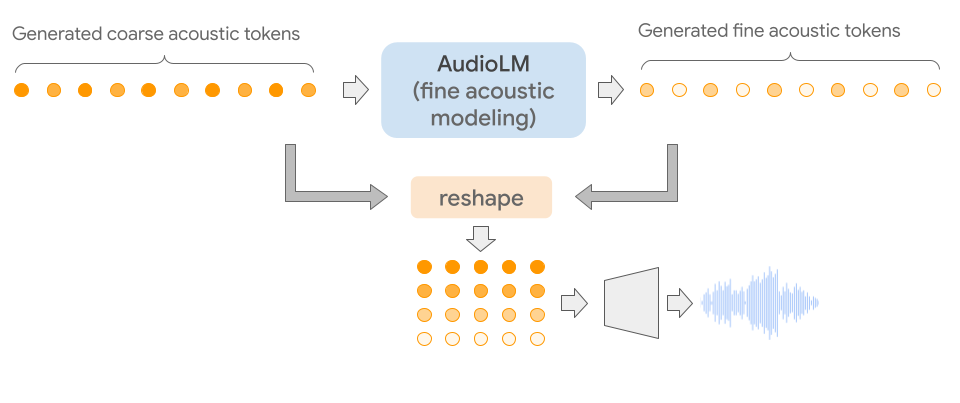 Generated coarse acoustic tokens
Generated fine acoustic tokens
AudioLM
(fine acoustic
modeling)
reshape